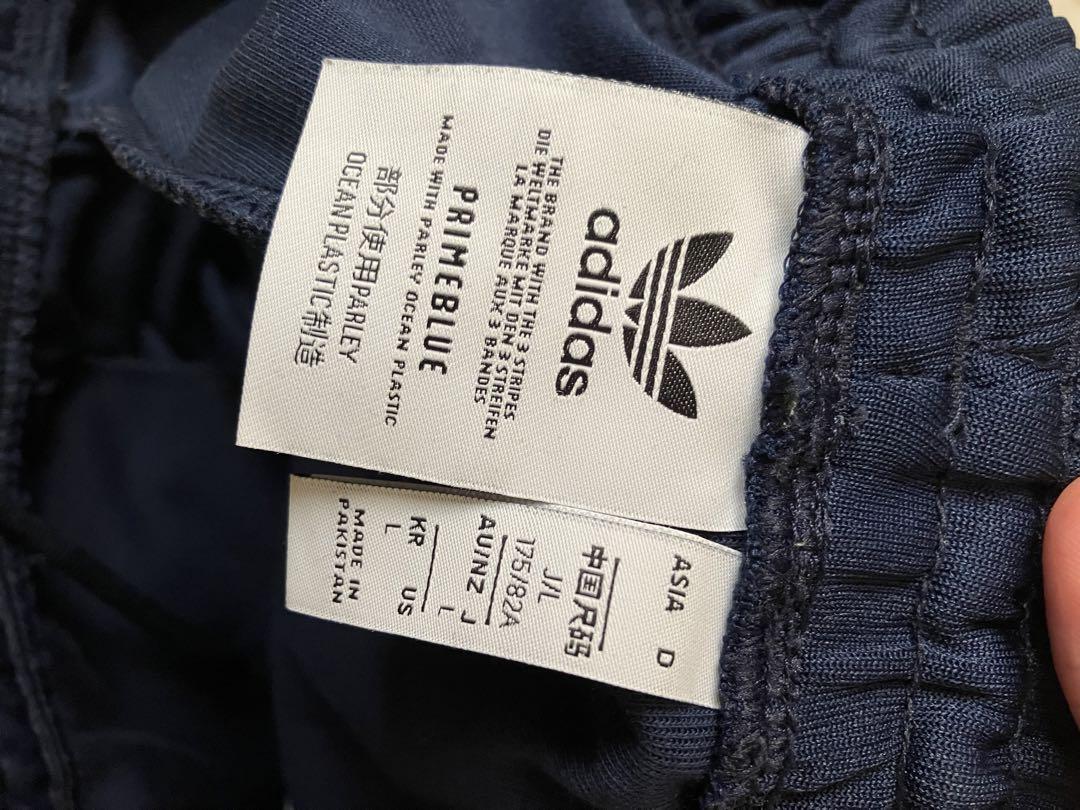 adidas
THE BRAND WITH THE 3 STRIPES
DIE WELTMARKE MIT DEN 3 STREIFEN
LA MARQUE AUX 3 BANDES
PRIMEBLUE
MADE WITH PARLEY OCEAN PLASTIC
部分使用PARLEY
OCEAN PLASTIC制造
ASIA D
中国尺码
J/L
175/82A
AU/NZ J
L
KR US
L
MADE IN
PAKISTAN